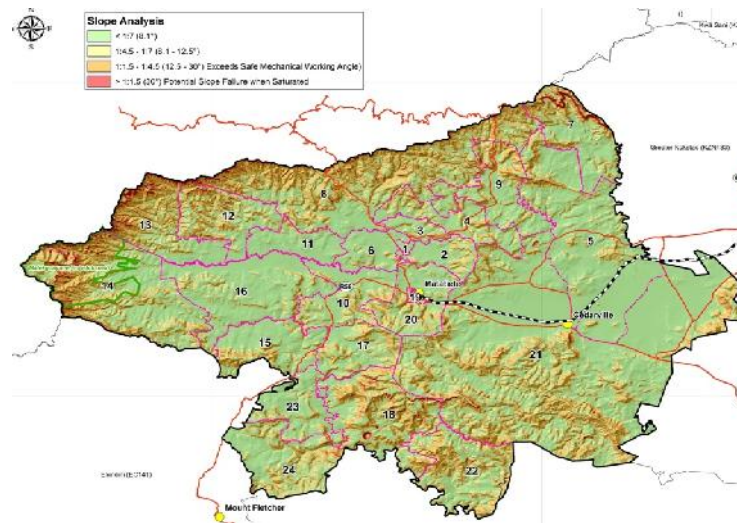 Slope Analysis
< 1:7 (8.1°)
1:4.5 - 1:7 (8.1 - 12.5°)
1:1.5 - 1:4.5 (12.5 - 30°) Exceeds Safe Mechanical Working Angle)
> 1:1.5 (30°) Potential Slope Failure when Saturated
N
S
7
8
9
13
12
3
4
11
6
1
2
5
14
16
R56
10
19
Matatiele
20
Cedarville
15
17
21
23
18
24
22
Mount Fletcher